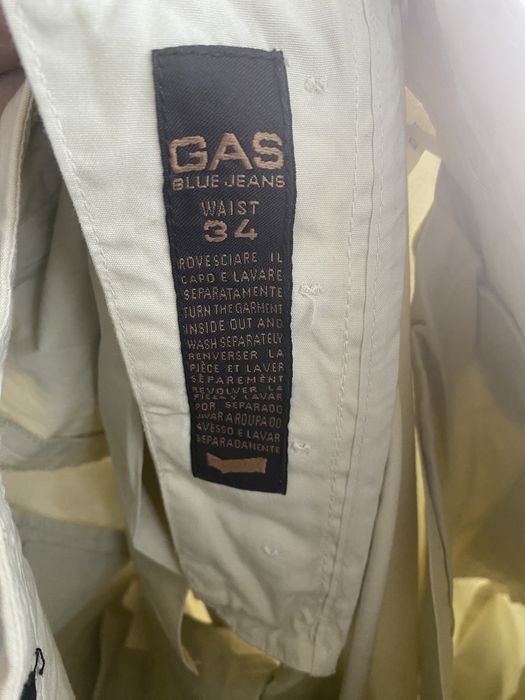 GAS
BLUE JEANS
WAIST
34
ROVESCIARE IL
CAPO E LAVARE
SEPARATAMENTE
TURN THE GARMENT
INSIDE OUT AND
WASH SEPARATELY
RENVERSER LA
PIÈCE ET LAVER
SÈPAREMENT
REVOLVER LA
PIEZA Y LAVAR
POR SEPARADO
VIRAR A ROUPA DO
AVESSO E LAVAR
SEPARADAMENTE